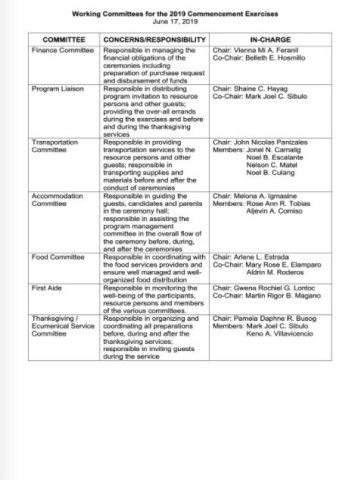 Working Committees for the 2019 Commencement Exercises
June 17, 2019
COMMITTEE CONCERNS/RESPONSIBILITY IN-CHARGE
Finance Committee Responsible in managing the Chair: Vienna Mi A. Feranil
financial obligations of the Co-Chair: Belleth E. Hosmillo
ceremonies including
preparation of purchase request
and disbursement of funds
Program Liaison Responsible in distributing Chair: Shaine C. Hayag
program invitation to resource Co-Chair: Mark Joel C. Sibulo
persons and other guests;
providing the over-all errands
during the exercises and before
and during the thanksgiving
services
Transportation Responsible in providing Chair: John Nicolas Panizales
Committee transportation services to the Members: Jonel N. Camalig
resource persons and other Noel B. Escalante
guests; responsible in Nelson C. Matel
transporting supplies and Noel B. Culang
materials before and after the
conduct of ceremonies
Accommodation Responsible in guiding the Chair: Melona A. Igmasine
Committee guests, candidates and parents Members: Rose Ann R. Tobias
in the ceremony hall; Aljevin A. Comiso
responsible in assisting the
program management
committee in the overall flow of
the ceremony before, during,
and after the ceremonies
Food Committee Responsible in coordinating with Chair: Arlene L. Estrada
the food services providers and Co-Chair: Mary Rose E. Elamparo
ensure well managed and well- Aldrin M. Roderos
organized food distribution
First Aide Responsible in monitoring the Chair: Gwena Rochiel G. Lontoc
well-being of the participants, Co-Chair: Martin Rigor B. Magano
resource persons and members
of the various committees.
Thanksgiving / Responsible in organizing and Chair: Pamela Daphne R. Busog
Ecumenical Service coordinating all preparations Members: Mark Joel C. Sibulo
Committee before, during and after the Keno A. Villavicencio
thanksgiving services;
responsible in inviting guests
during the service